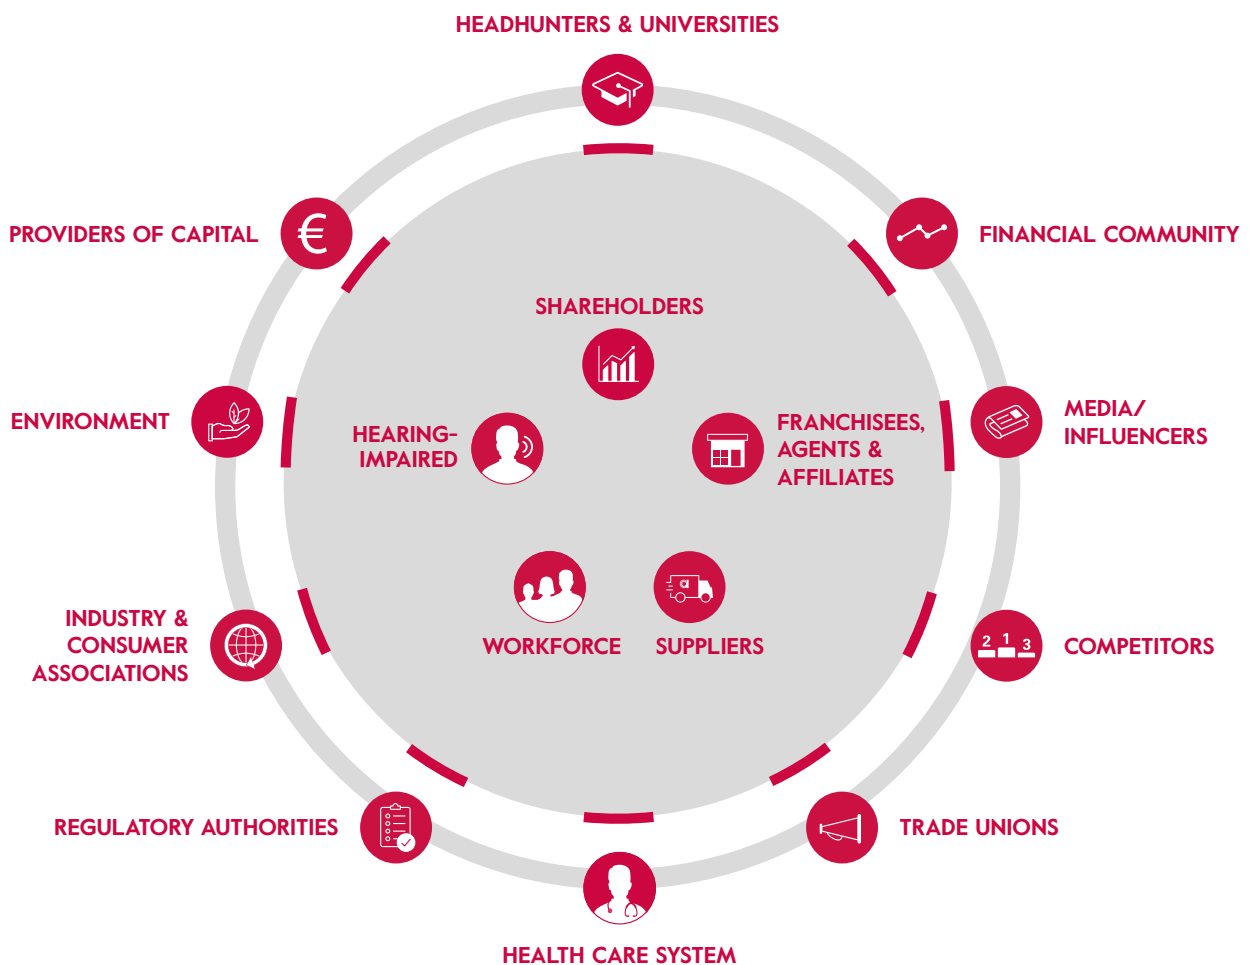 HEADHUNTERS & UNIVERSITIES
PROVIDERS OF CAPITAL
€
FINANCIAL COMMUNITY
SHAREHOLDERS
ENVIRONMENT
HEARING-
IMPAIRED
FRANCHISEES,
AGENTS &
AFFILIATES
MEDIA/
INFLUENCERS
WORKFORCE
SUPPLIERS
a
INDUSTRY &
CONSUMER
ASSOCIATIONS
2 1 3
COMPETITORS
REGULATORY AUTHORITIES
TRADE UNIONS
HEALTH CARE SYSTEM